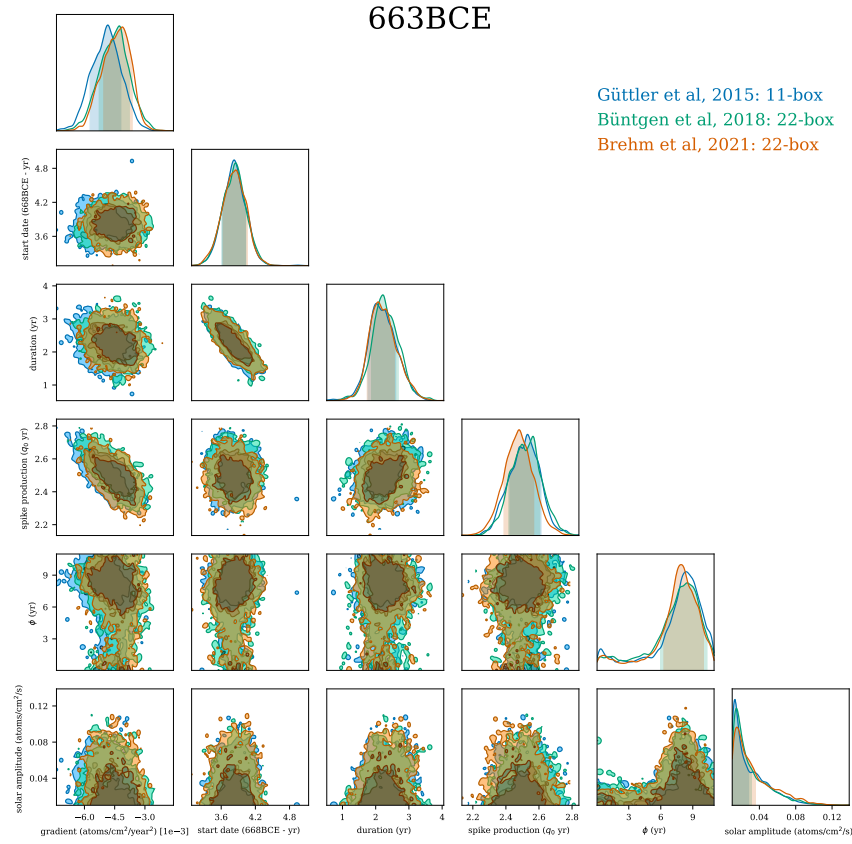 663BCE
Güttler et al, 2015: 11-box
Büntgen et al, 2018: 22-box
Brehm et al, 2021: 22-box
start date (668BCE - yr)
4.8
4.2
3.6
duration (yr)
4
3
2
1
spike production (q₀ yr)
2.8
2.6
2.4
2.2
ϕ (yr)
9
6
3
solar amplitude (atoms/cm²/s)
0.12
0.08
0.04
−6.0 −4.5 −3.0
3.6 4.2 4.8
1 2 3 4
2.2 2.4 2.6 2.8
3 6 9
0.04 0.08 0.12
gradient (atoms/cm²/year²) [1e−3]
start date (668BCE - yr)
duration (yr)
spike production (q₀ yr)
ϕ (yr)
solar amplitude (atoms/cm²/s)